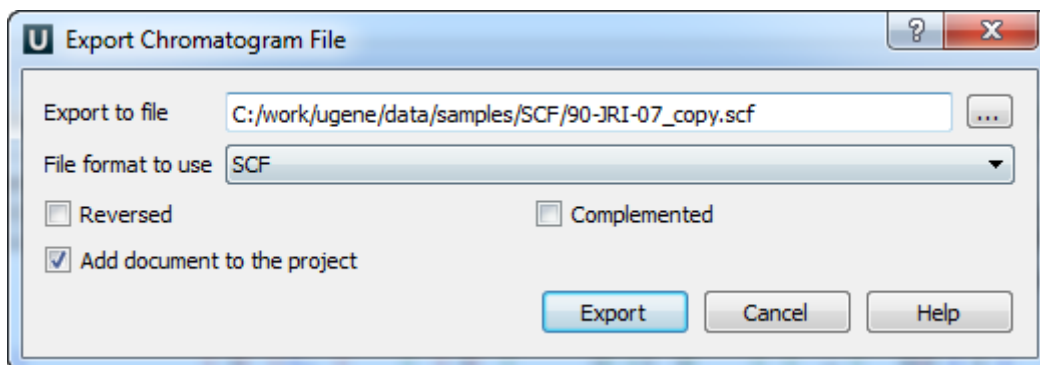 U Export Chromatogram File ?
Export to file C:/work/ugene/data/samples/SCF/90-JRI-07_copy.scf ...
File format to use SCF
Reversed Complemented
Add document to the project
Export Cancel Help